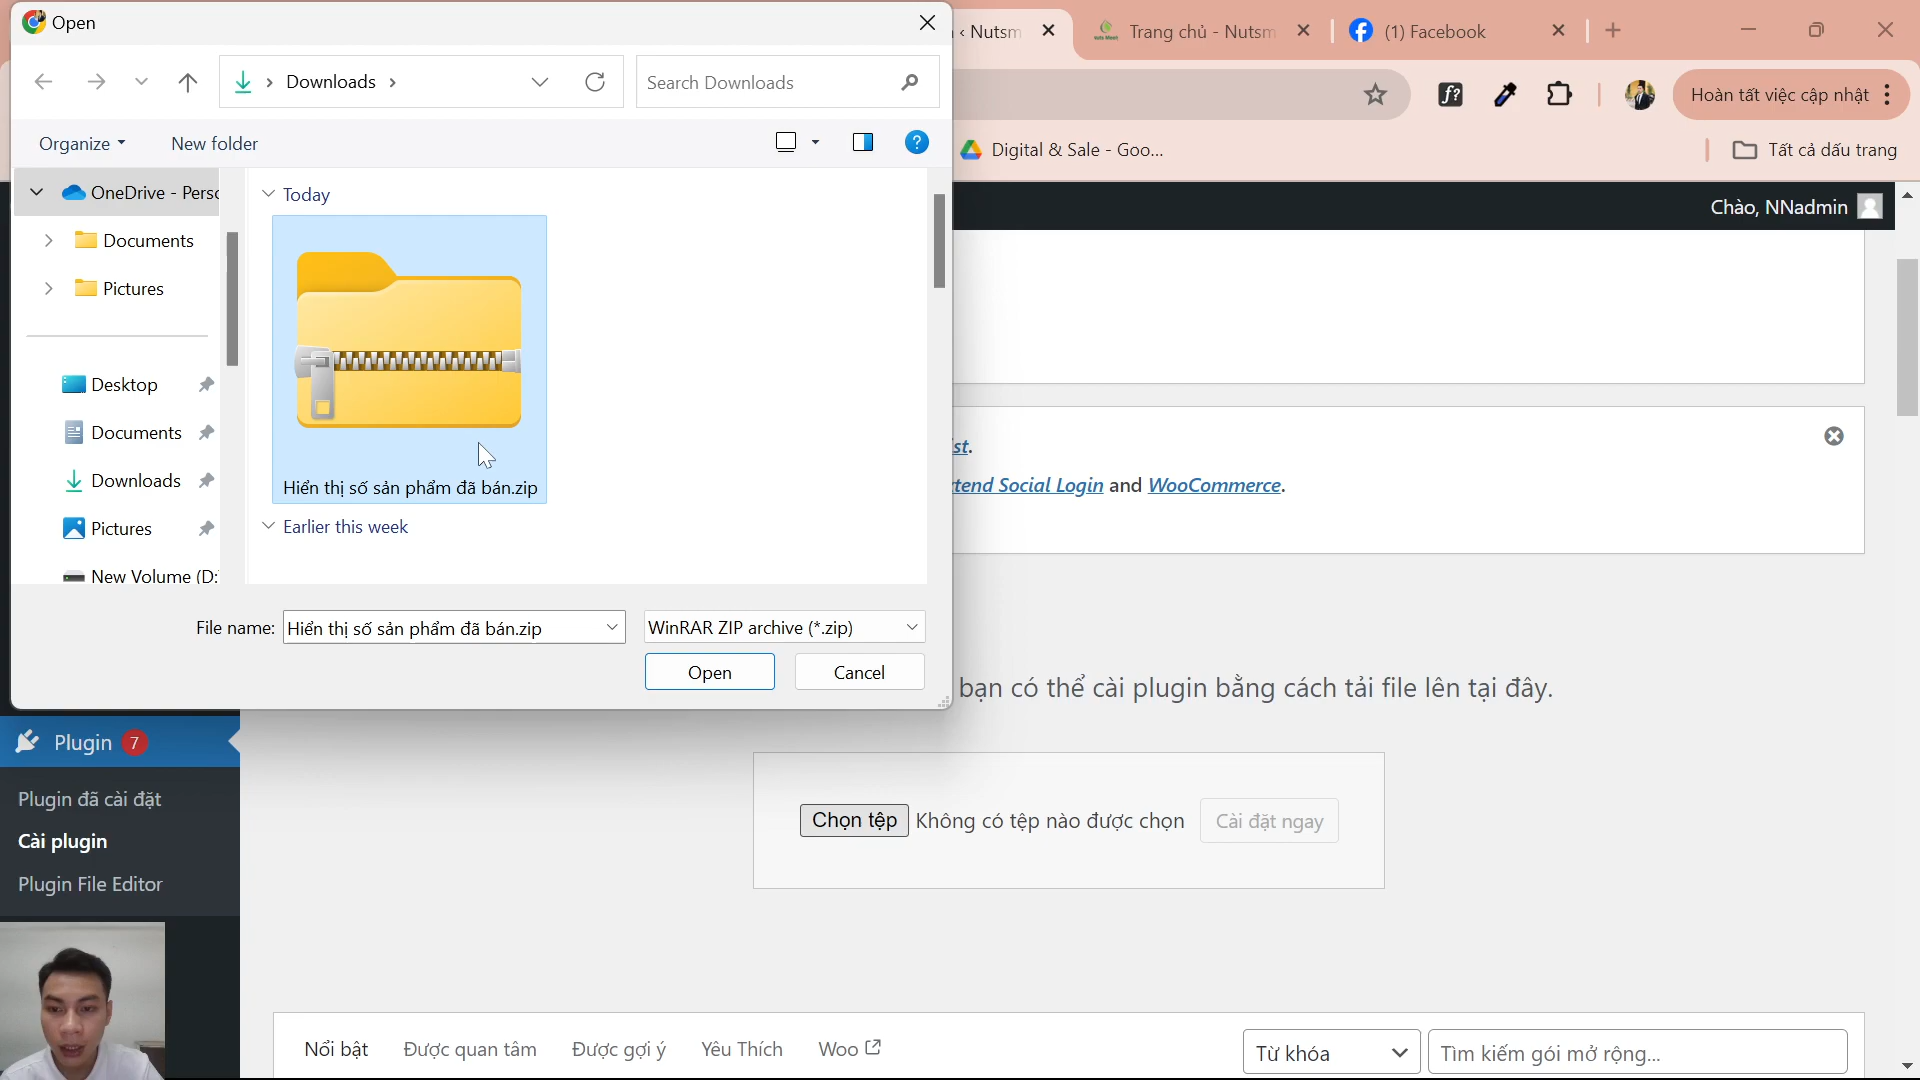 Open
‹ Nutsm
Trang chủ - Nutsm
(1) Facebook
Downloads
Search Downloads
Hoàn tất việc cập nhật
Organize
New folder
Digital & Sale - Goo...
Tất cả dấu trang
OneDrive - Perso
Today
Chào, NNadmin
Documents
Pictures
Desktop
Documents
Downloads
Pictures
New Volume (D:
Hiển thị số sản phẩm đã bán.zip
Earlier this week
st.
tend Social Login and WooCommerce.
File name: Hiển thị số sản phẩm đã bán.zip
WinRAR ZIP archive (*.zip)
Open
Cancel
bạn có thể cài plugin bằng cách tải file lên tại đây.
Plugin 7
Plugin đã cài đặt
Cài plugin
Plugin File Editor
Chọn tệp Không có tệp nào được chọn
Cài đặt ngay
Nổi bật
Được quan tâm
Được gợi ý
Yêu Thích
Woo
Từ khóa
Tìm kiếm gói mở rộng...